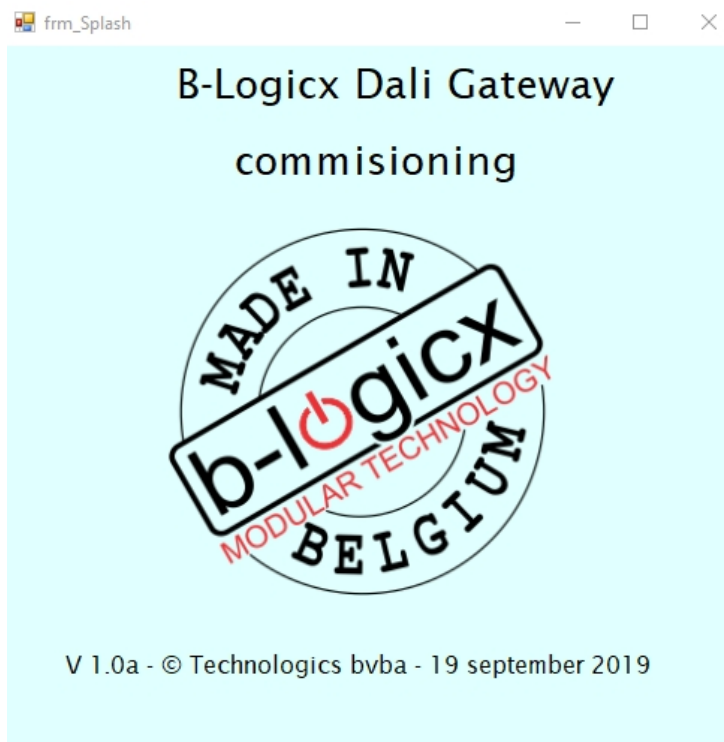 frm_Splash
B-Logicx Dali Gateway
commisioning
MADE IN
b-logicx
MODULAR TECHNOLOGY
BELGIUM
V 1.0a - © Technologics bvba - 19 september 2019